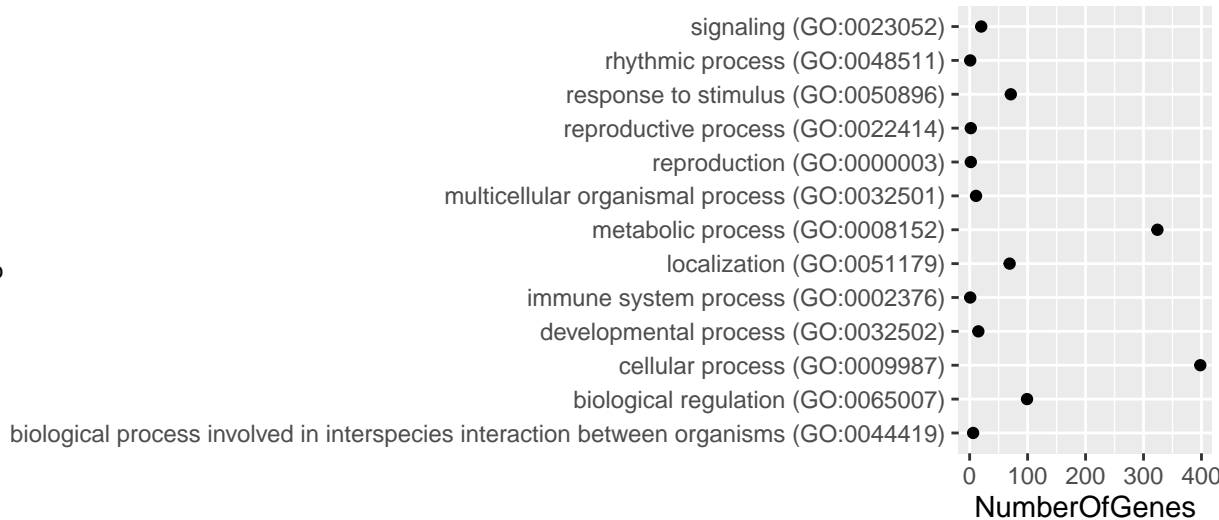 signaling (GO:0023052)
rhythmic process (GO:0048511)
response to stimulus (GO:0050896)
reproductive process (GO:0022414)
reproduction (GO:0000003)
multicellular organismal process (GO:0032501)
metabolic process (GO:0008152)
localization (GO:0051179)
immune system process (GO:0002376)
developmental process (GO:0032502)
cellular process (GO:0009987)
biological regulation (GO:0065007)
biological process involved in interspecies interaction between organisms (GO:0044419)
0 100 200 300 400
NumberOfGenes